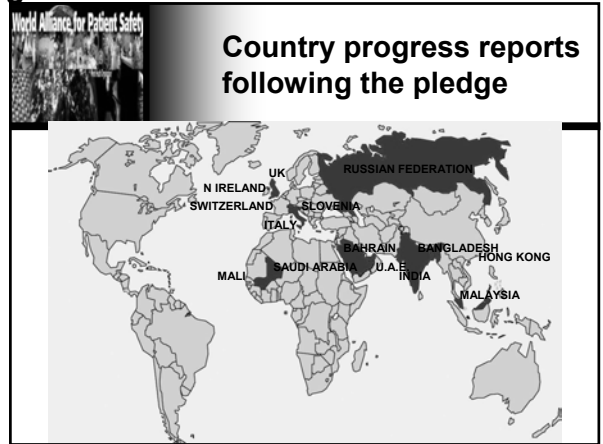 World Alliance for Patient Safety
Country progress reports
following the pledge
RUSSIAN FEDERATION
UK
N IRELAND
SWITZERLAND
SLOVENIA
ITALY
BAHRAIN
BANGLADESH
HONG KONG
SAUDI ARABIA
U.A.E.
MALI
INDIA
MALAYSIA